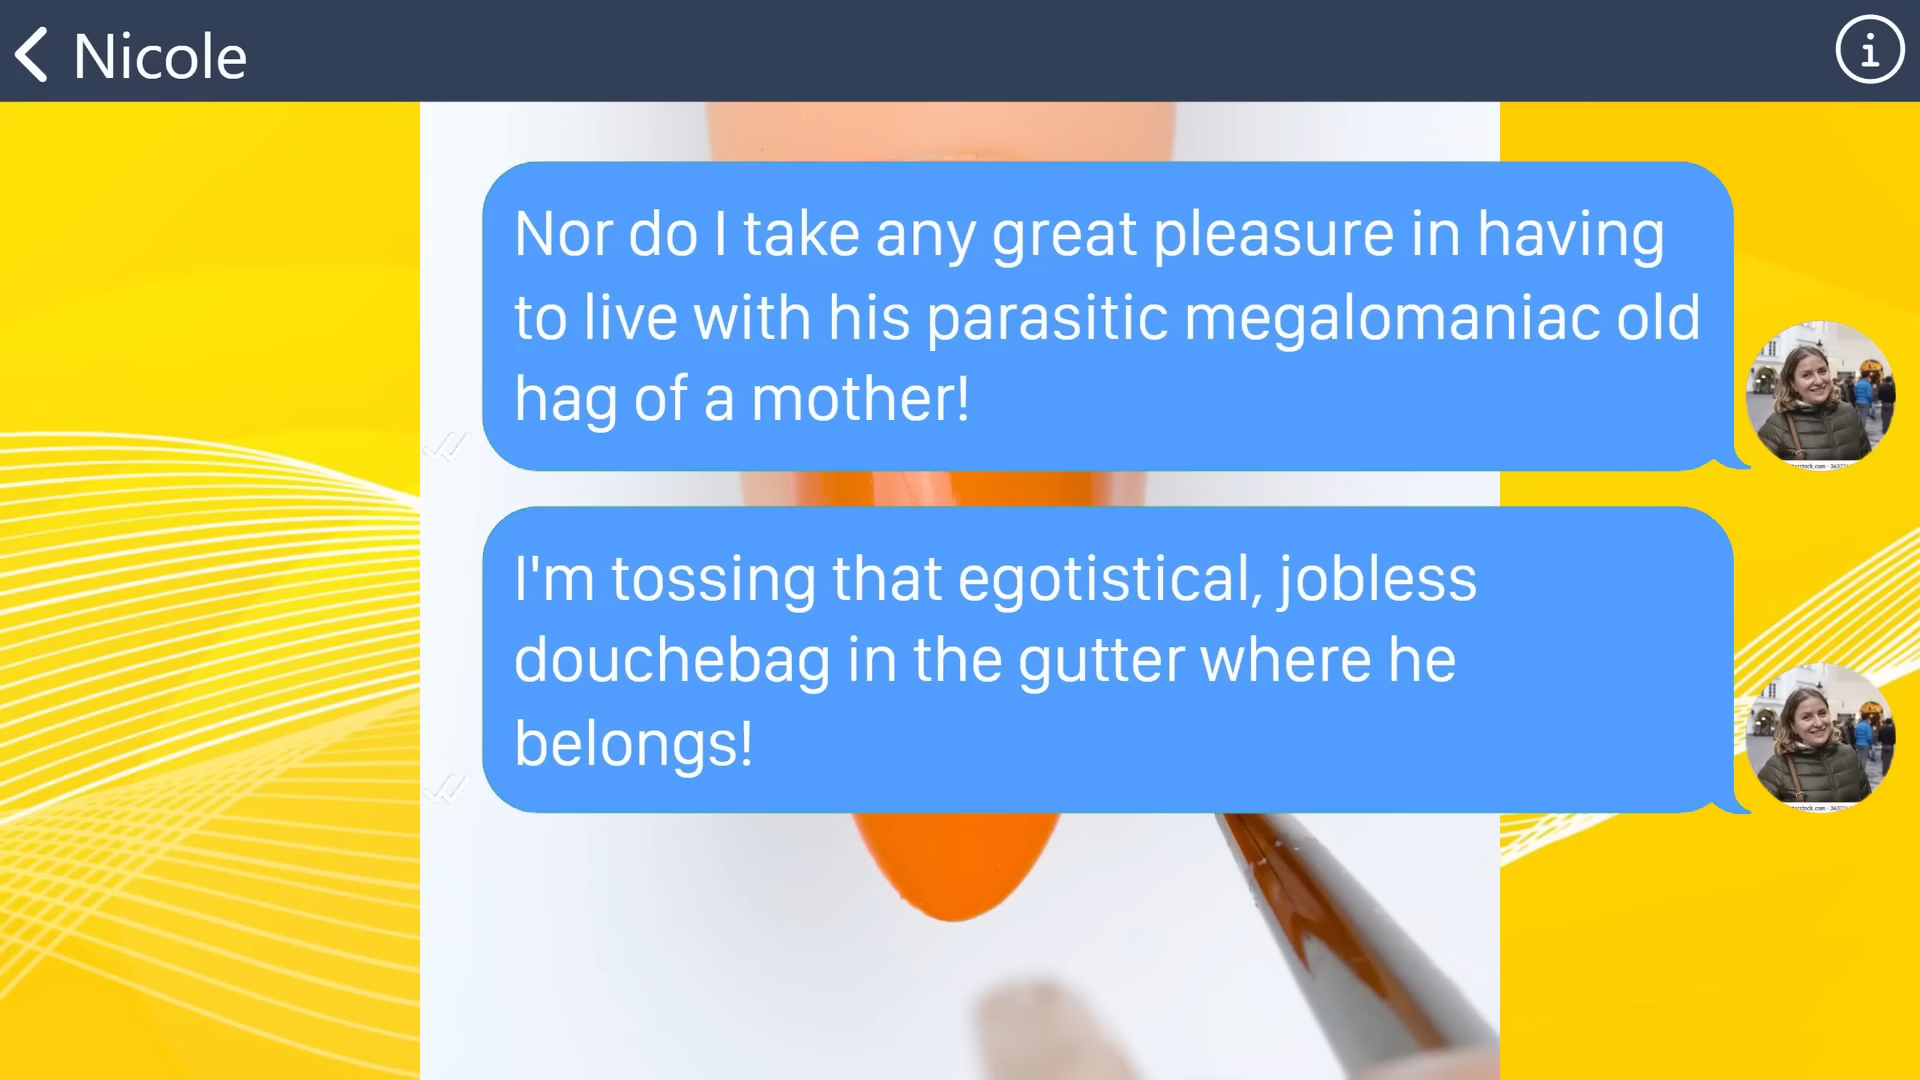 Nicole
Nor do I take any great pleasure in having
to live with his parasitic megalomaniac old
hag of a mother!
I'm tossing that egotistical, jobless
douchebag in the gutter where he
belongs!